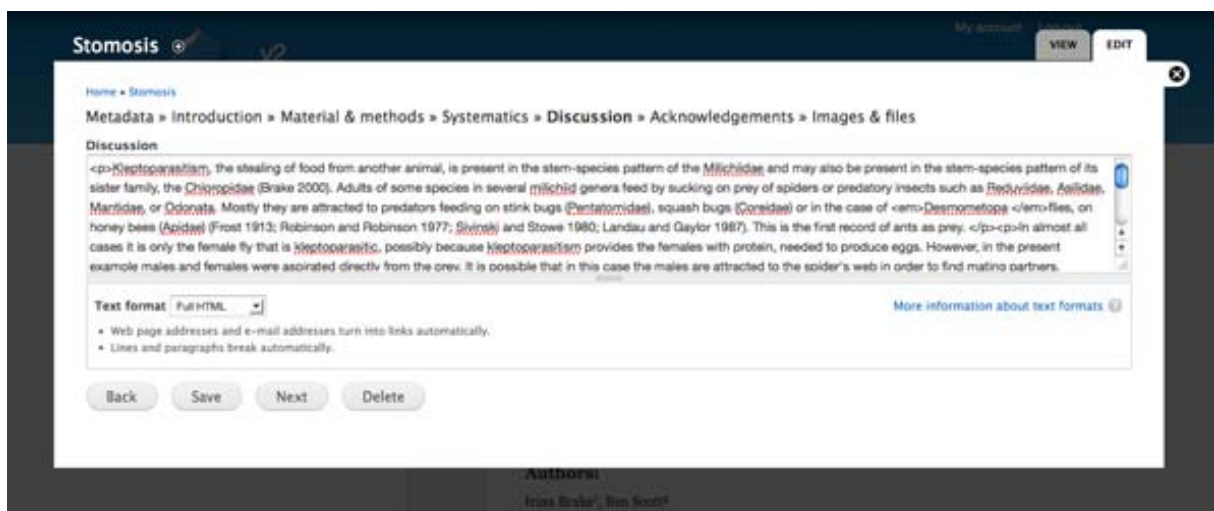 My account Log out
Stomosis
v2
VIEW EDIT
Home » Stomosis
Metadata » Introduction » Material & methods » Systematics » Discussion » Acknowledgements » Images & files
Discussion
<p>Kleptoparasitism, the stealing of food from another animal, is present in the stem-species pattern of the Milichiidae and may also be present in the stem-species pattern of its
sister family, the Chloropidae (Brake 2000). Adults of some species in several milichiid genera feed by sucking on prey of spiders or predatory insects such as Reduviidae, Asilidae,
Mantidae, or Odonata. Mostly they are attracted to predators feeding on stink bugs (Pentatomidae), squash bugs (Coreidae) or in the case of <em>Desmometopa </em>flies, on
honey bees (Apidae) (Frost 1913; Robinson and Robinson 1977; Sivinski and Stowe 1980; Landau and Gaylor 1987). This is the first record of ants as prey. </p><p>In almost all
cases it is only the female fly that is kleptoparasitic, possibly because kleptoparasitism provides the females with protein, needed to produce eggs. However, in the present
example males and females were aspirated directly from the prey. It is possible that in this case the males are attracted to the spider's web in order to find mating partners.
Text format Full HTML
More information about text formats
• Web page addresses and e-mail addresses turn into links automatically.
• Lines and paragraphs break automatically.
Back Save Next Delete
Authors:
Irina Brake¹, Ben Scott²